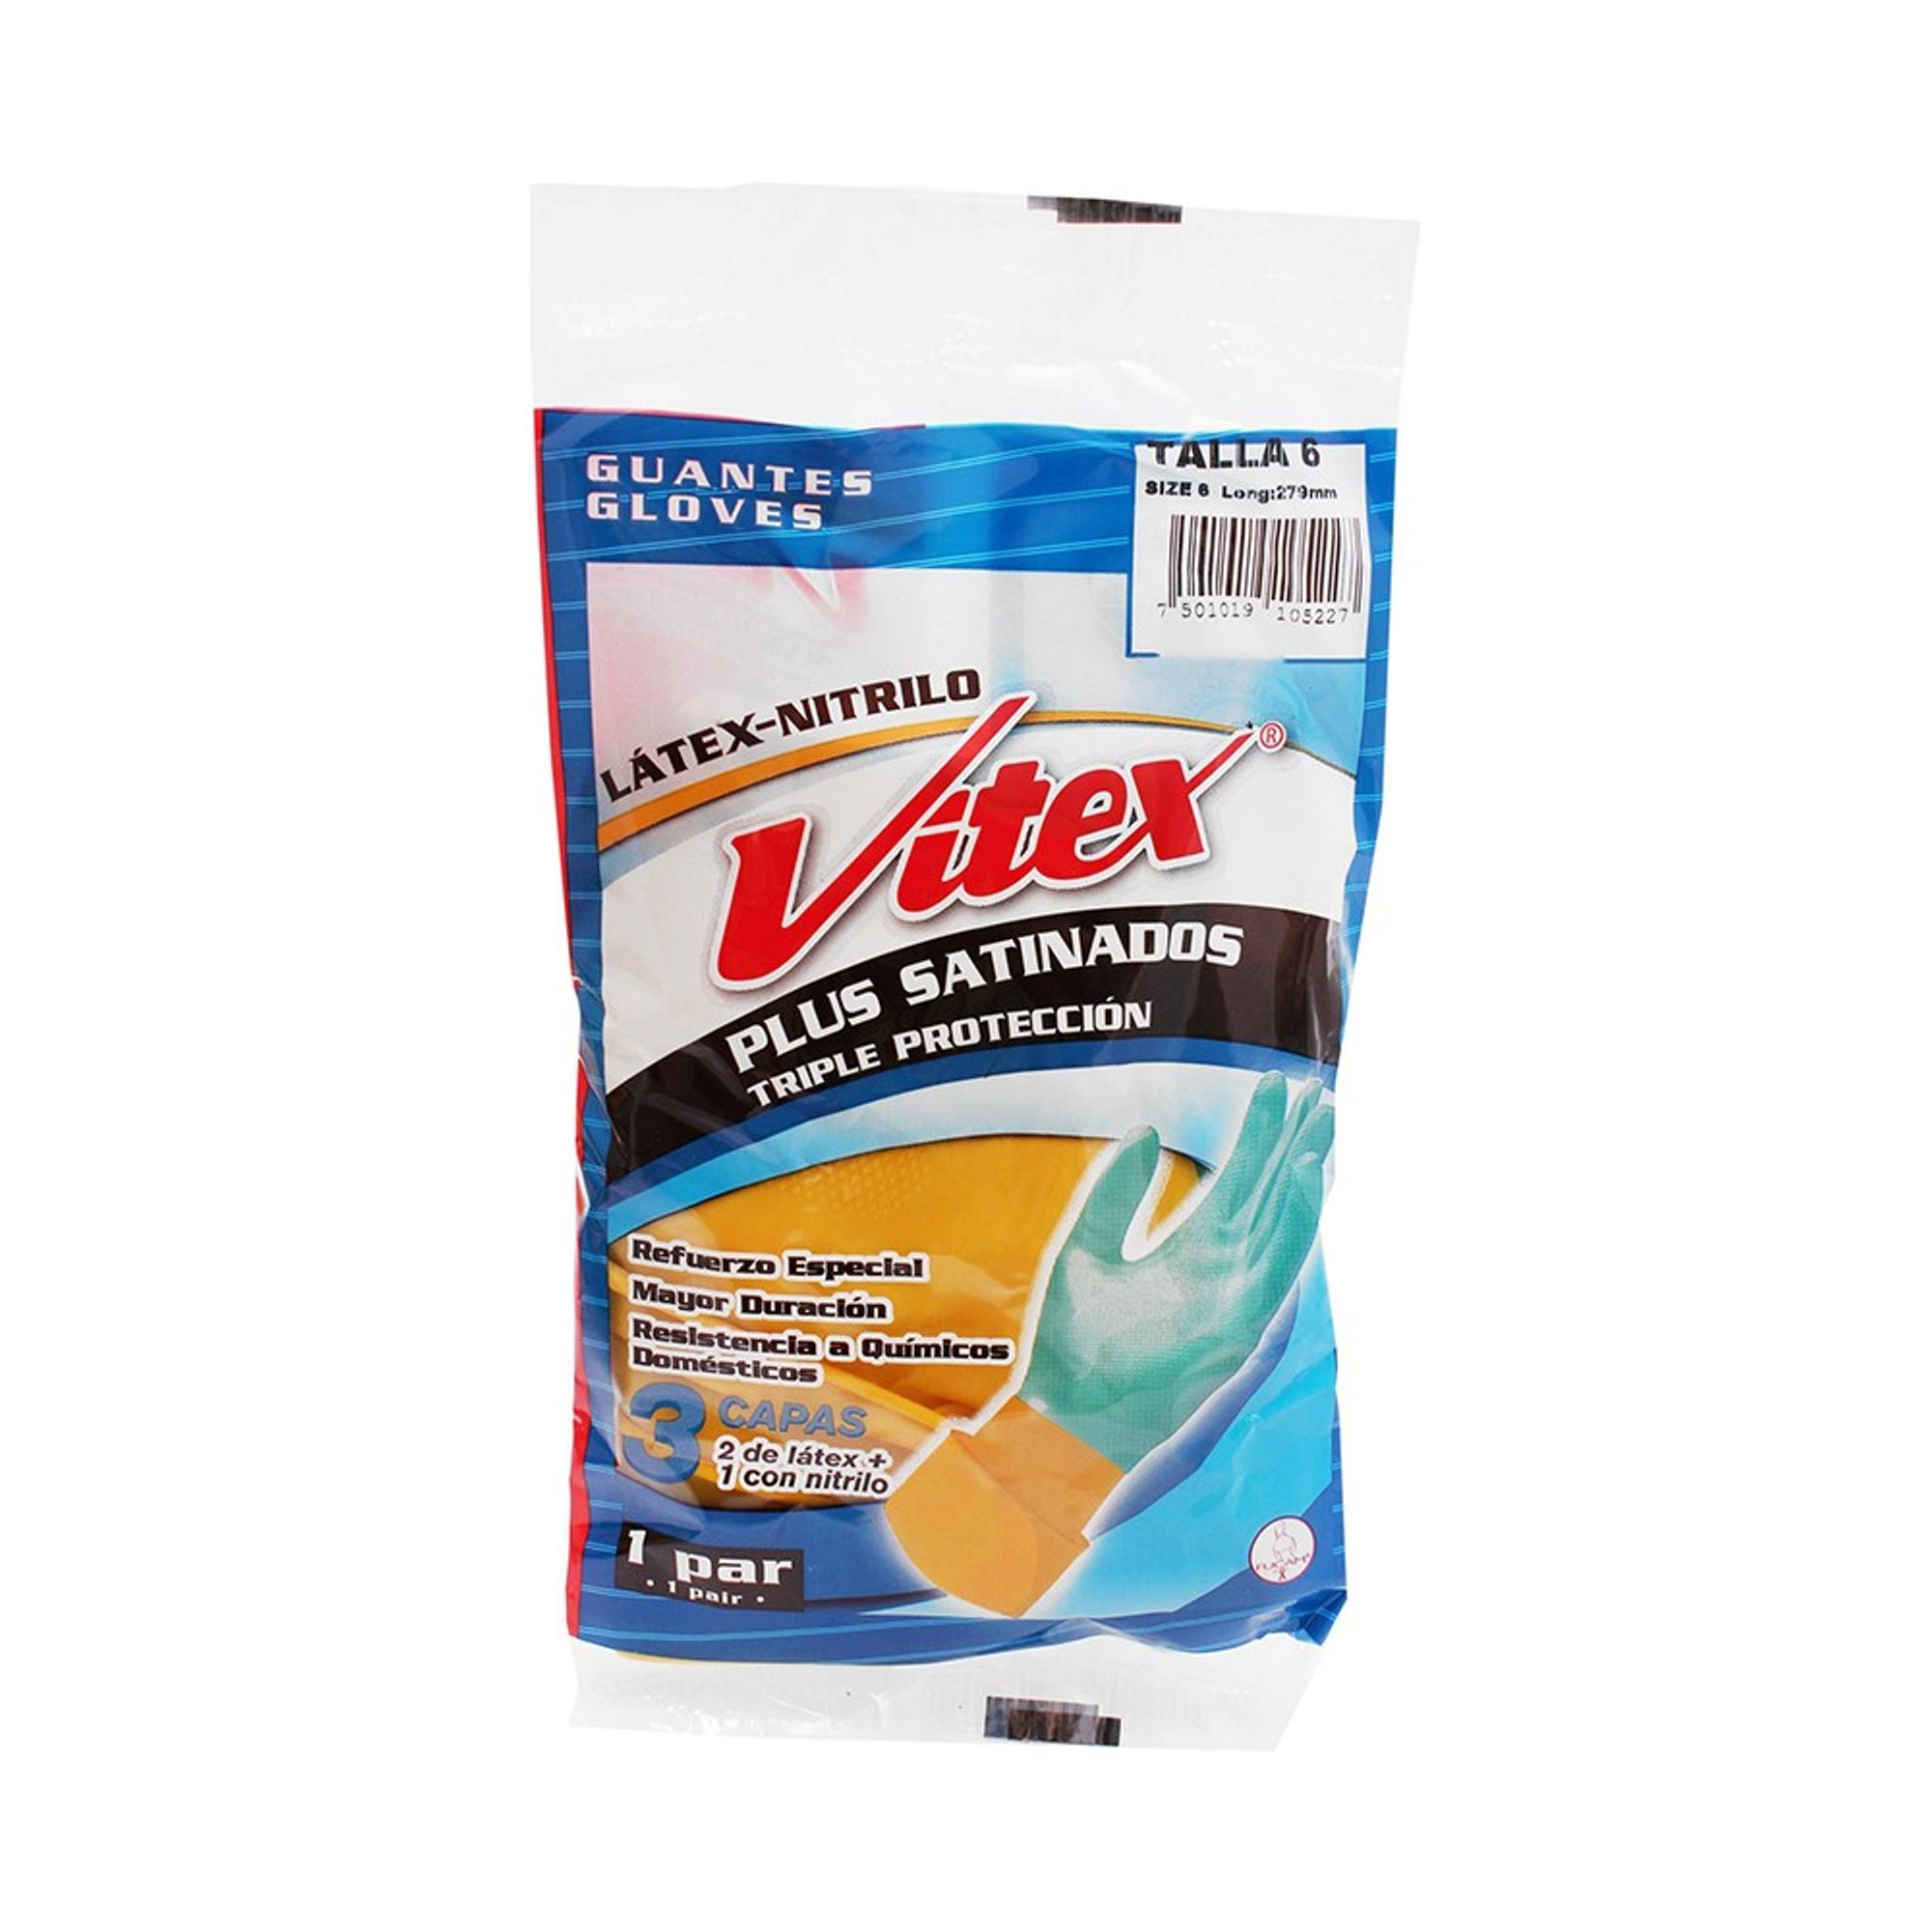 GUANTES
GLOVES
TALLA 6
SIZE 6 Long:279mm
7 501019 105227
LÁTEX-NITRILO
Vitex®
PLUS SATINADOS
TRIPLE PROTECCIÓN
Refuerzo Especial
Mayor Duración
Resistencia a Químicos
Domésticos
3 CAPAS
2 de látex +
1 con nitrilo
1 par
• 1 pair •